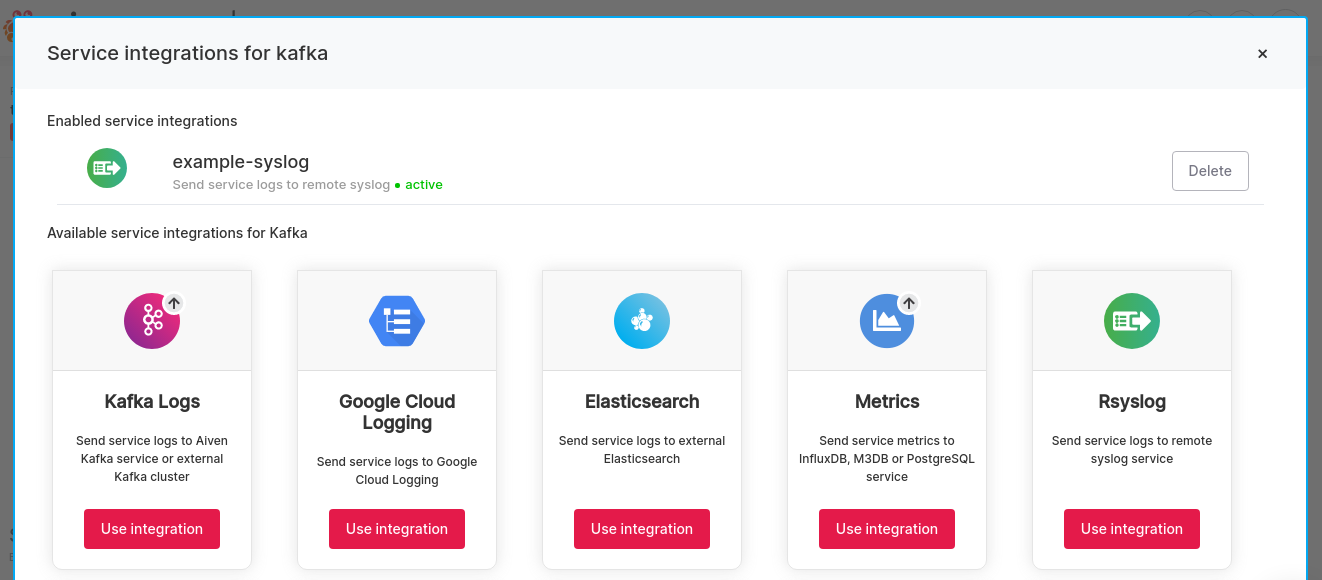 Service integrations for kafka
×
Enabled service integrations
example-syslog
Send service logs to remote syslog • active
Delete
Available service integrations for Kafka
Kafka Logs
Send service logs to Aiven
Kafka service or external
Kafka cluster
Use integration
Google Cloud
Logging
Send service logs to Google
Cloud Logging
Use integration
Elasticsearch
Send service logs to external
Elasticsearch
Use integration
Metrics
Send service metrics to
InfluxDB, M3DB or PostgreSQL
service
Use integration
Rsyslog
Send service logs to remote
syslog service
Use integration